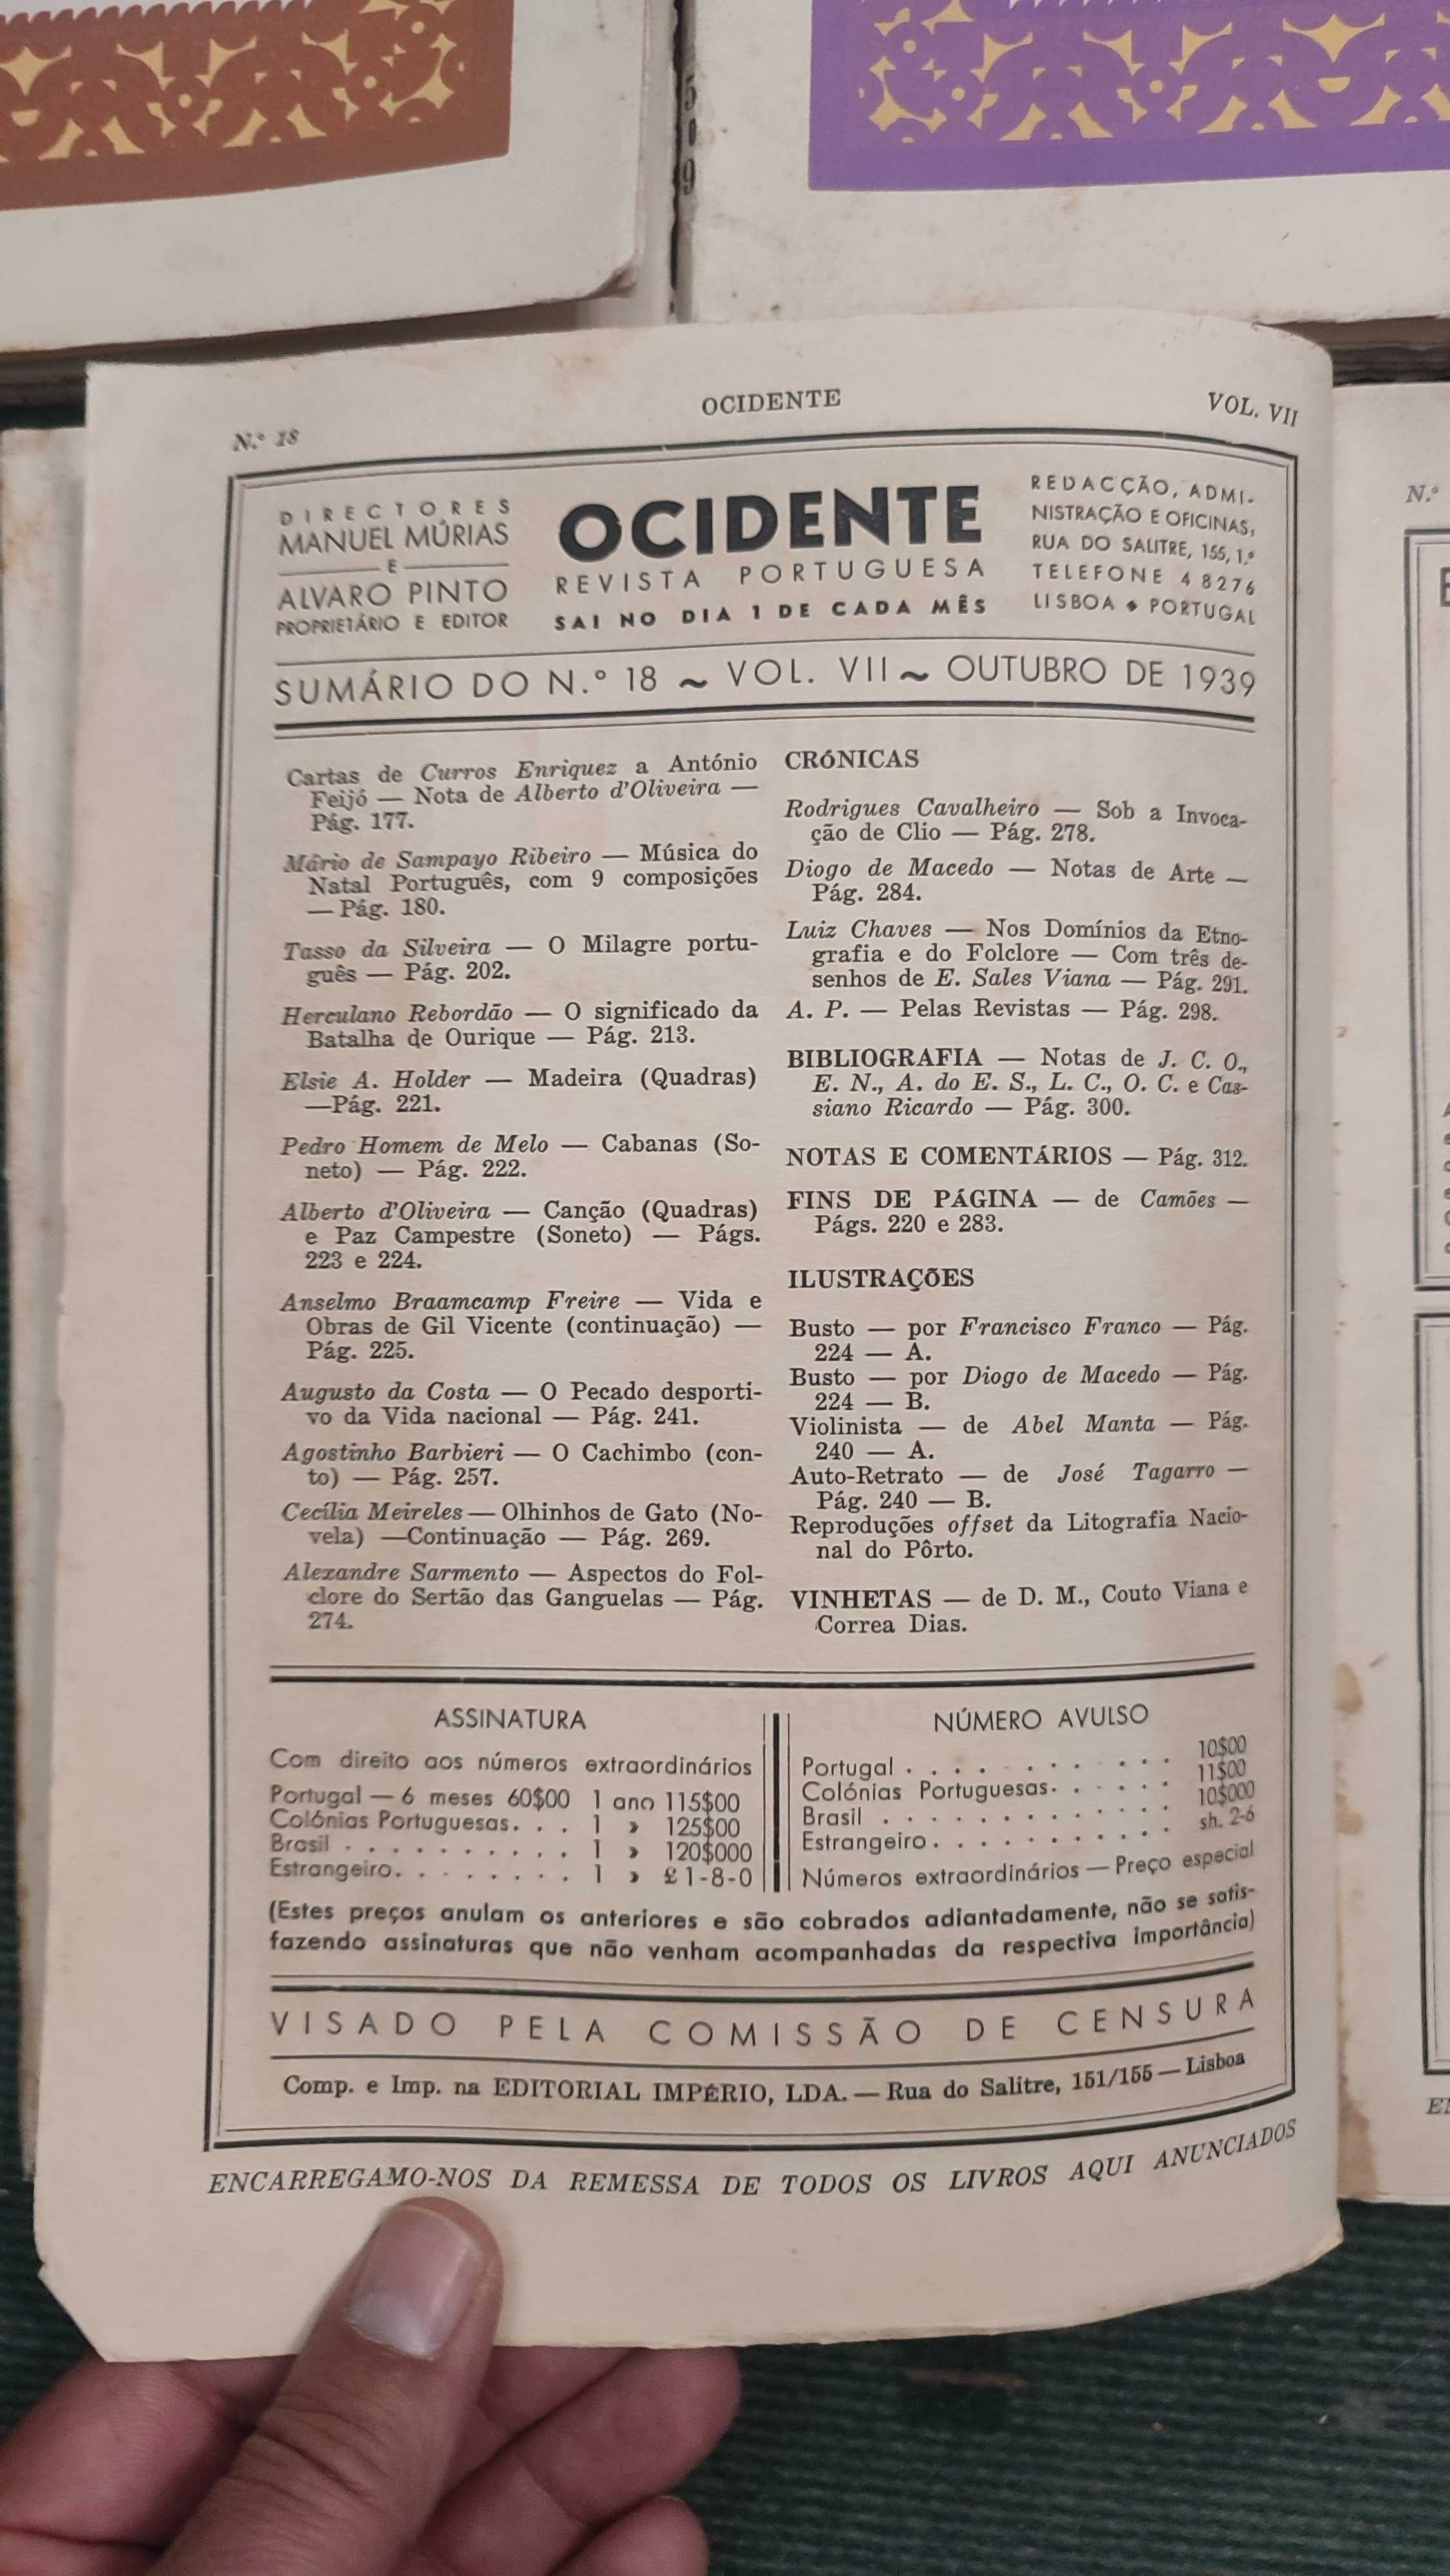 5
9
OCIDENTE
VOL. VII
N.º 18
DIRECTORES
MANUEL MÚRIAS
E
ALVARO PINTO
PROPRIETÁRIO E EDITOR
OCIDENTE
REVISTA PORTUGUESA
SAI NO DIA 1 DE CADA MÊS
REDACÇÃO, ADMI-
NISTRAÇÃO E OFICINAS,
RUA DO SALITRE, 155, 1.º
TELEFONE 48276
LISBOA ◆ PORTUGAL
SUMÁRIO DO N.º 18 ~ VOL. VII ~ OUTUBRO DE 1939
Cartas de Curros Enriquez a António
Feijó — Nota de Alberto d'Oliveira —
Pág. 177.
Mário de Sampayo Ribeiro — Música do
Natal Português, com 9 composições
— Pág. 180.
Tasso da Silveira — O Milagre portu-
guês — Pág. 202.
Herculano Rebordão — O significado da
Batalha de Ourique — Pág. 213.
Elsie A. Holder — Madeira (Quadras)
—Pág. 221.
Pedro Homem de Melo — Cabanas (So-
neto) — Pág. 222.
Alberto d'Oliveira — Canção (Quadras)
e Paz Campestre (Soneto) — Págs.
223 e 224.
Anselmo Braamcamp Freire — Vida e
Obras de Gil Vicente (continuação) —
Pág. 225.
Augusto da Costa — O Pecado desporti-
vo da Vida nacional — Pág. 241.
Agostinho Barbieri — O Cachimbo (con-
to) — Pág. 257.
Cecília Meireles — Olhinhos de Gato (No-
vela) —Continuação — Pág. 269.
Alexandre Sarmento — Aspectos do Fol-
clore do Sertão das Ganguelas — Pág.
274.
CRÓNICAS
Rodrigues Cavalheiro — Sob a Invoca-
ção de Clio — Pág. 278.
Diogo de Macedo — Notas de Arte —
Pág. 284.
Luiz Chaves — Nos Domínios da Etno-
grafia e do Folclore — Com três de-
senhos de E. Sales Viana — Pág. 291.
A. P. — Pelas Revistas — Pág. 298.
BIBLIOGRAFIA — Notas de J. C. O.,
E. N., A. do E. S., L. C., O. C. e Cas-
siano Ricardo — Pág. 300.
NOTAS E COMENTÁRIOS — Pág. 312.
FINS DE PÁGINA — de Camões —
Págs. 220 e 283.
ILUSTRAÇÕES
Busto — por Francisco Franco — Pág.
224 — A.
Busto — por Diogo de Macedo — Pág.
224 — B.
Violinista — de Abel Manta — Pág.
240 — A.
Auto-Retrato — de José Tagarro —
Pág. 240 — B.
Reproduções offset da Litografia Nacio-
nal do Pôrto.
VINHETAS — de D. M., Couto Viana e
Correa Dias.
ASSINATURA
Com direito aos números extraordinários
Portugal — 6 meses 60$00 1 ano 115$00
Colónias Portuguesas. . . 1 » 125$00
Brasil . . . . . . . . . . 1 » 120$000
Estrangeiro. . . . . . . . 1 » £ 1-8-0
NÚMERO AVULSO
Portugal . . . . . . . . . . . 10$00
Colónias Portuguesas. . . . . . 11$00
Brasil . . . . . . . . . . . . 10$000
Estrangeiro. . . . . . . . . . sh. 2-6
Números extraordinários — Preço especial
(Estes preços anulam os anteriores e são cobrados adiantadamente, não se satis-
fazendo assinaturas que não venham acompanhadas da respectiva importância)
VISADO PELA COMISSÃO DE CENSURA
Comp. e Imp. na EDITORIAL IMPÉRIO, LDA. — Rua do Salitre, 151/155 — Lisboa
ENCARREGAMO-NOS DA REMESSA DE TODOS OS LIVROS AQUI ANUNCIADOS
N.º